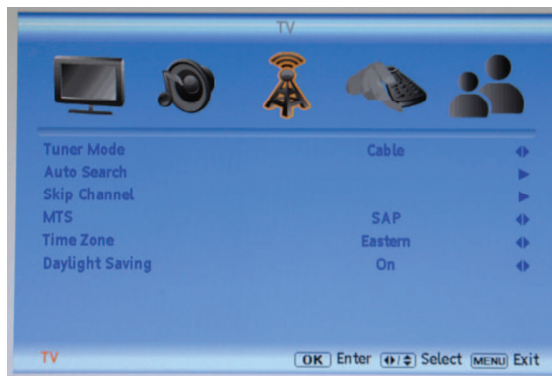 TV
Tuner Mode Cable
Auto Search
Skip Channel
MTS SAP
Time Zone Eastern
Daylight Saving On
TV OK Enter Select MENU Exit